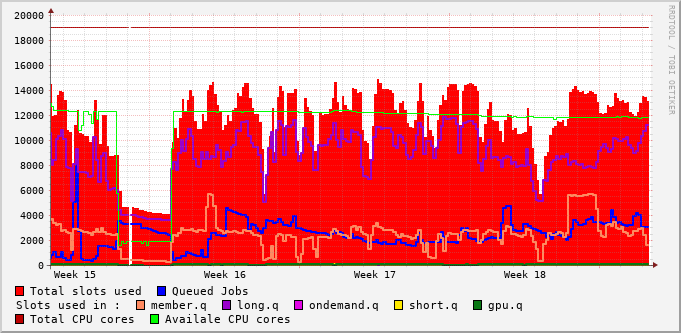 RRDTOOL / TOBI OETIKER
20000
18000
16000
14000
12000
10000
8000
6000
4000
2000
0
Week 15 Week 16 Week 17 Week 18
Total slots used Queued Jobs
Slots used in : member.q long.q ondemand.q short.q gpu.q
Total CPU cores Availale CPU cores